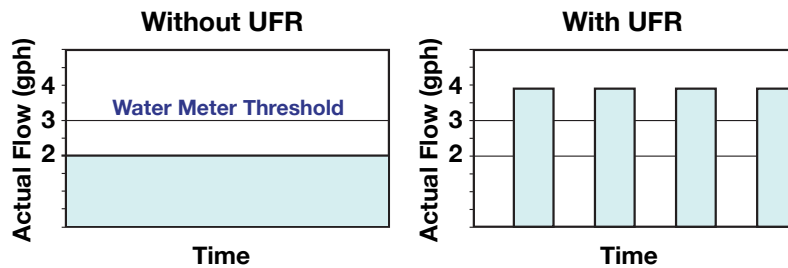 Without UFR
Actual Flow (gph)
4
3
2
Water Meter Threshold
Time
With UFR
Actual Flow (gph)
4
3
2
Time